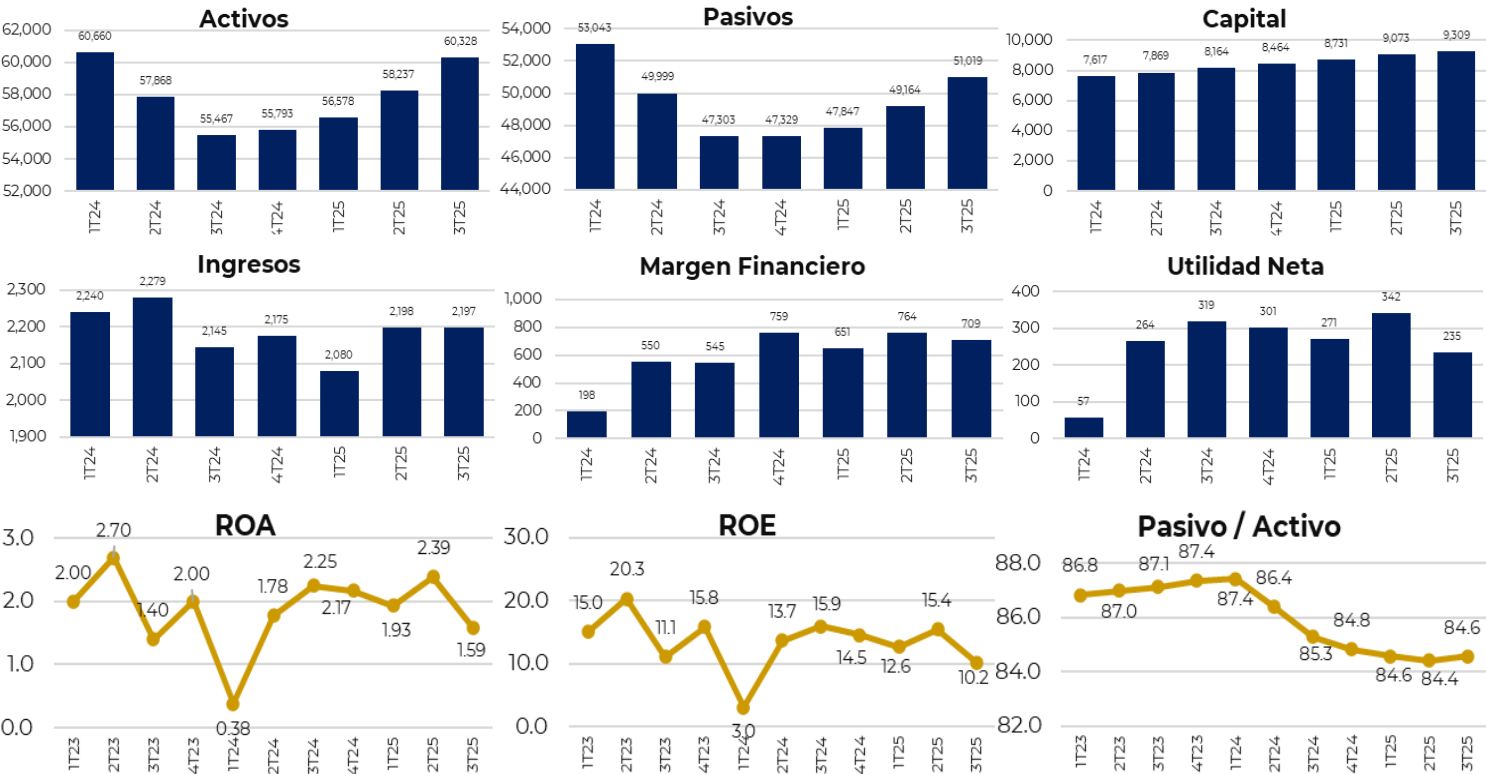 Activos
62,000
60,000
58,000
56,000
54,000
52,000
60,660
57,868
55,467
55,793
56,578
58,237
60,328
1T24
2T24
3T24
4T24
1T25
2T25
3T25
Pasivos
54,000
52,000
50,000
48,000
46,000
44,000
53,043
49,999
47,303
47,329
47,847
49,164
51,019
1T24
2T24
3T24
4T24
1T25
2T25
3T25
Capital
10,000
8,000
6,000
4,000
2,000
0
7,617
7,869
8,164
8,464
8,731
9,073
9,309
1T24
2T24
3T24
4T24
1T25
2T25
3T25
Ingresos
2,300
2,200
2,100
2,000
1,900
2,240
2,279
2,145
2,175
2,080
2,198
2,197
1T24
2T24
3T24
4T24
1T25
2T25
3T25
Margen Financiero
1,000
800
600
400
200
0
198
550
545
759
651
764
709
1T24
2T24
3T24
4T24
1T25
2T25
3T25
Utilidad Neta
400
300
200
100
0
57
264
319
301
271
342
235
1T24
2T24
3T24
4T24
1T25
2T25
3T25
ROA
3.0
2.0
1.0
0.0
2.00
2.70
1.40
2.00
0.38
1.78
2.25
2.17
1.93
2.39
1.59
1T23
2T23
3T23
4T23
1T24
2T24
3T24
4T24
1T25
2T25
3T25
ROE
30.0
20.0
10.0
0.0
15.0
20.3
11.1
15.8
3.0
13.7
15.9
14.5
12.6
15.4
10.2
1T23
2T23
3T23
4T23
1T24
2T24
3T24
4T24
1T25
2T25
3T25
Pasivo / Activo
88.0
86.0
84.0
82.0
86.8
87.0
87.1
87.4
87.4
86.4
85.3
84.8
84.6
84.4
84.6
1T23
2T23
3T23
4T23
1T24
2T24
3T24
4T24
1T25
2T25
3T25